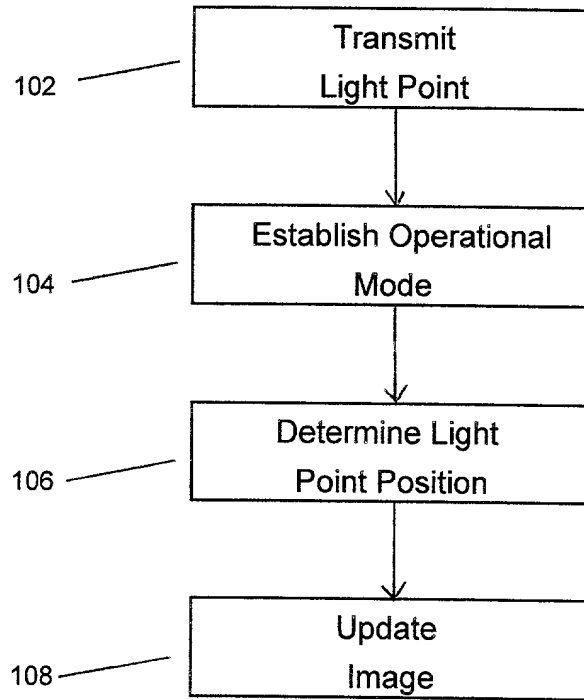 Transmit
Light Point
102
Establish Operational
Mode
104
Determine Light
Point Position
106
Update
Image
108